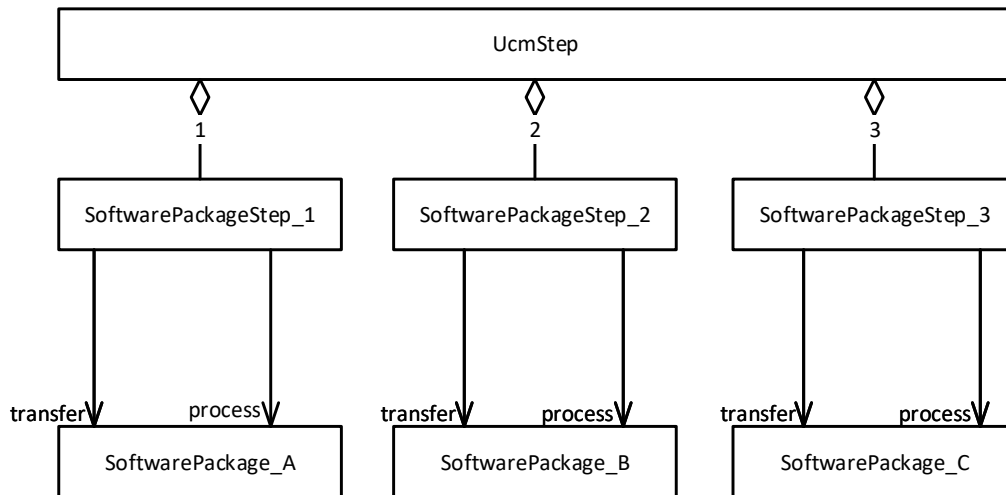 UcmStep
1 2 3
SoftwarePackageStep_1 SoftwarePackageStep_2 SoftwarePackageStep_3
transfer process transfer process transfer process
SoftwarePackage_A SoftwarePackage_B SoftwarePackage_C